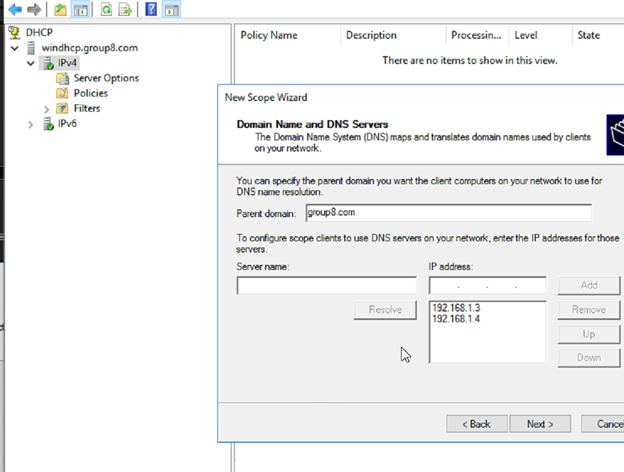 DHCP
windhcp.group8.com
IPv4
Server Options
Policies
Filters
IPv6
Policy Name Description Processin... Level State
There are no items to show in this view.
New Scope Wizard
Domain Name and DNS Servers
The Domain Name System (DNS) maps and translates domain names used by clients
on your network.
You can specify the parent domain you want the client computers on your network to use for
DNS name resolution.
Parent domain: group8.com
To configure scope clients to use DNS servers on your network, enter the IP addresses for those
servers.
Server name: IP address:
. . . Add
Resolve 192.168.1.3 Remove
192.168.1.4
Up
Down
< Back Next > Cance